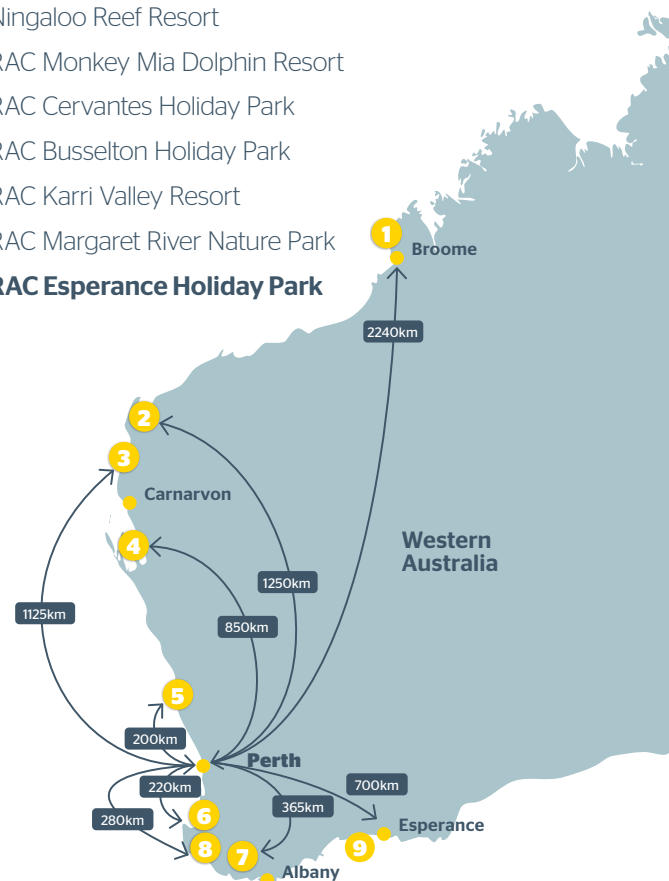 Ningaloo Reef Resort
RAC Monkey Mia Dolphin Resort
RAC Cervantes Holiday Park
RAC Busselton Holiday Park
RAC Karri Valley Resort
RAC Margaret River Nature Park
RAC Esperance Holiday Park
1
Broome
2240km
2
3
Carnarvon
4
Western
Australia
1250km
1125km
850km
5
200km
Perth
220km
700km
280km
365km
6
Esperance
8
7
9
Albany